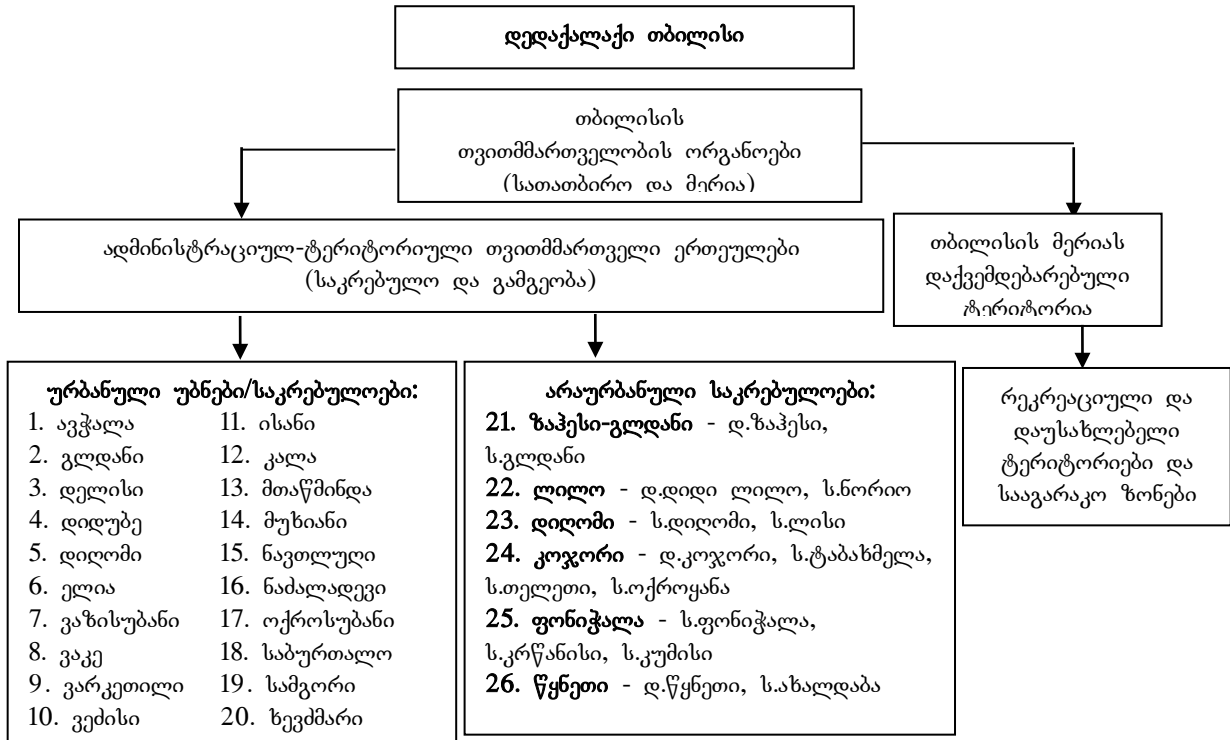 დედაქალაქი თბილისი
თბილისის
თვითმმართველობის ორგანოები
(სათათბირო და მერია)
ადმინისტრაციულ-ტერიტორიული თვითმმართველი ერთეულები
(საკრებულო და გამგეობა)
თბილისის მერიას
დაქვემდებარებული
ტერიტორია
ურბანული უბნები/საკრებულოები:
1. ავჭალა
2. გლდანი
3. დელისი
4. დიდუბე
5. დიღომი
6. ელია
7. ვაზისუბანი
8. ვაკე
9. ვარკეთილი
10. ვეძისი
11. ისანი
12. კალა
13. მთაწმინდა
14. მუხიანი
15. ნავთლუღი
16. ნაძალადევი
17. ოქროსუბანი
18. საბურთალო
19. სამგორი
20. ხევძმარი
არაურბანული საკრებულოები:
21. ზაჰესი-გლდანი - დ.ზაჰესი,
ს.გლდანი
22. ლილო - დ.დიდი ლილო, ს.ნორიო
23. დიღომი - ს.დიღომი, ს.ლისი
24. კოჯორი - დ.კოჯორი, ს.ტაბახმელა,
ს.თელეთი, ს.ოქროყანა
25. ფონიჭალა - ს.ფონიჭალა,
ს.კრწანისი, ს.კუმისი
26. წყნეთი - დ.წყნეთი, ს.ახალდაბა
რეკრეაციული და
დაუსახლებელი
ტერიტორიები და
სააგარაკო ზონები